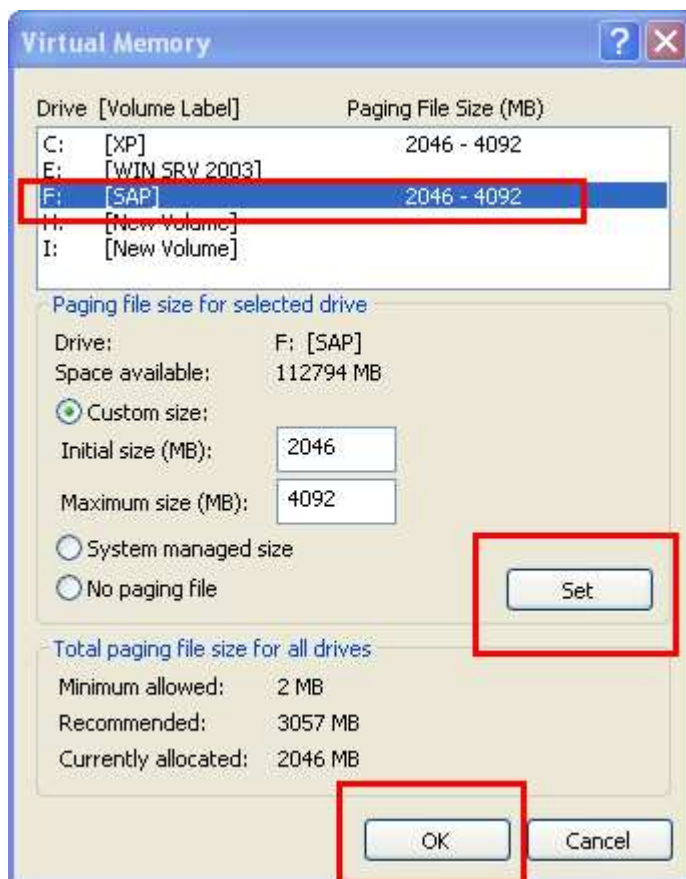 Virtual Memory
Drive [Volume Label] Paging File Size (MB)
C: [XP] 2046 - 4092
E: [WIN SRV 2003]
F: [SAP] 2046 - 4092
H: [New Volume]
I: [New Volume]
Paging file size for selected drive
Drive: F: [SAP]
Space available: 112794 MB
Custom size:
Initial size (MB): 2046
Maximum size (MB): 4092
System managed size
No paging file Set
Total paging file size for all drives
Minimum allowed: 2 MB
Recommended: 3057 MB
Currently allocated: 2046 MB
OK Cancel